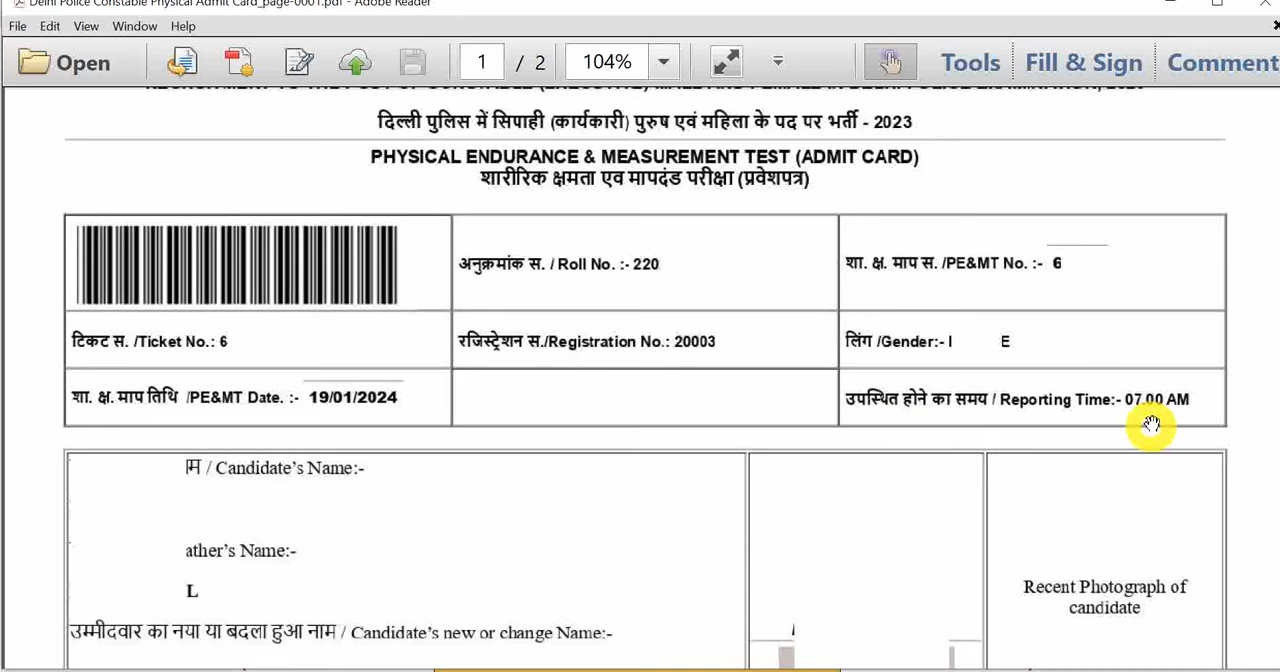 Delhi Police Constable Physical Admit Card_page-0001.pdf - Adobe Reader
File Edit View Window Help
Open 1 / 2 104% Tools Fill & Sign Comment
दिल्ली पुलिस में सिपाही (कार्यकारी) पुरुष एवं महिला के पद पर भर्ती - 2023
PHYSICAL ENDURANCE & MEASUREMENT TEST (ADMIT CARD)
शारीरिक क्षमता एव मापदंड परीक्षा (प्रवेशपत्र)
अनुक्रमांक स. / Roll No. :- 220
शा. क्ष. माप स. /PE&MT No. :- 6
टिकट स. /Ticket No.: 6
रजिस्ट्रेशन स./Registration No.: 20003
लिंग /Gender:- I E
शा. क्ष. माप तिथि /PE&MT Date. :- 19/01/2024
उपस्थित होने का समय / Reporting Time:- 07.00 AM
म / Candidate's Name:-
ather's Name:-
L
उम्मीदवार का नया या बदला हुआ नाम / Candidate's new or change Name:-
Recent Photograph of
candidate